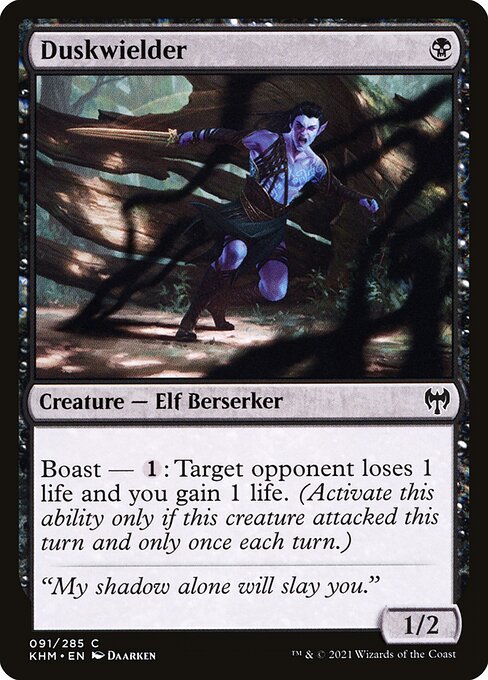 Duskwielder
Creature — Elf Berserker
Boast — 1: Target opponent loses 1
life and you gain 1 life. (Activate this
ability only if this creature attacked this
turn and only once each turn.)
“My shadow alone will slay you.”
1/2
091/285 C
KHM • EN Daarken
™ & © 2021 Wizards of the Coast